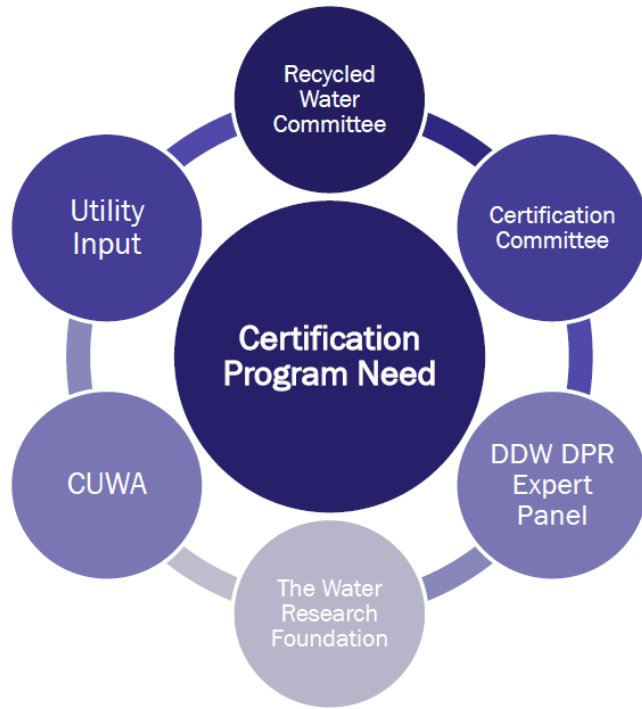 Recycled
Water
Committee
Utility
Input
Certification
Committee
Certification
Program Need
CUWA
DDW DPR
Expert
Panel
The Water
Research
Foundation